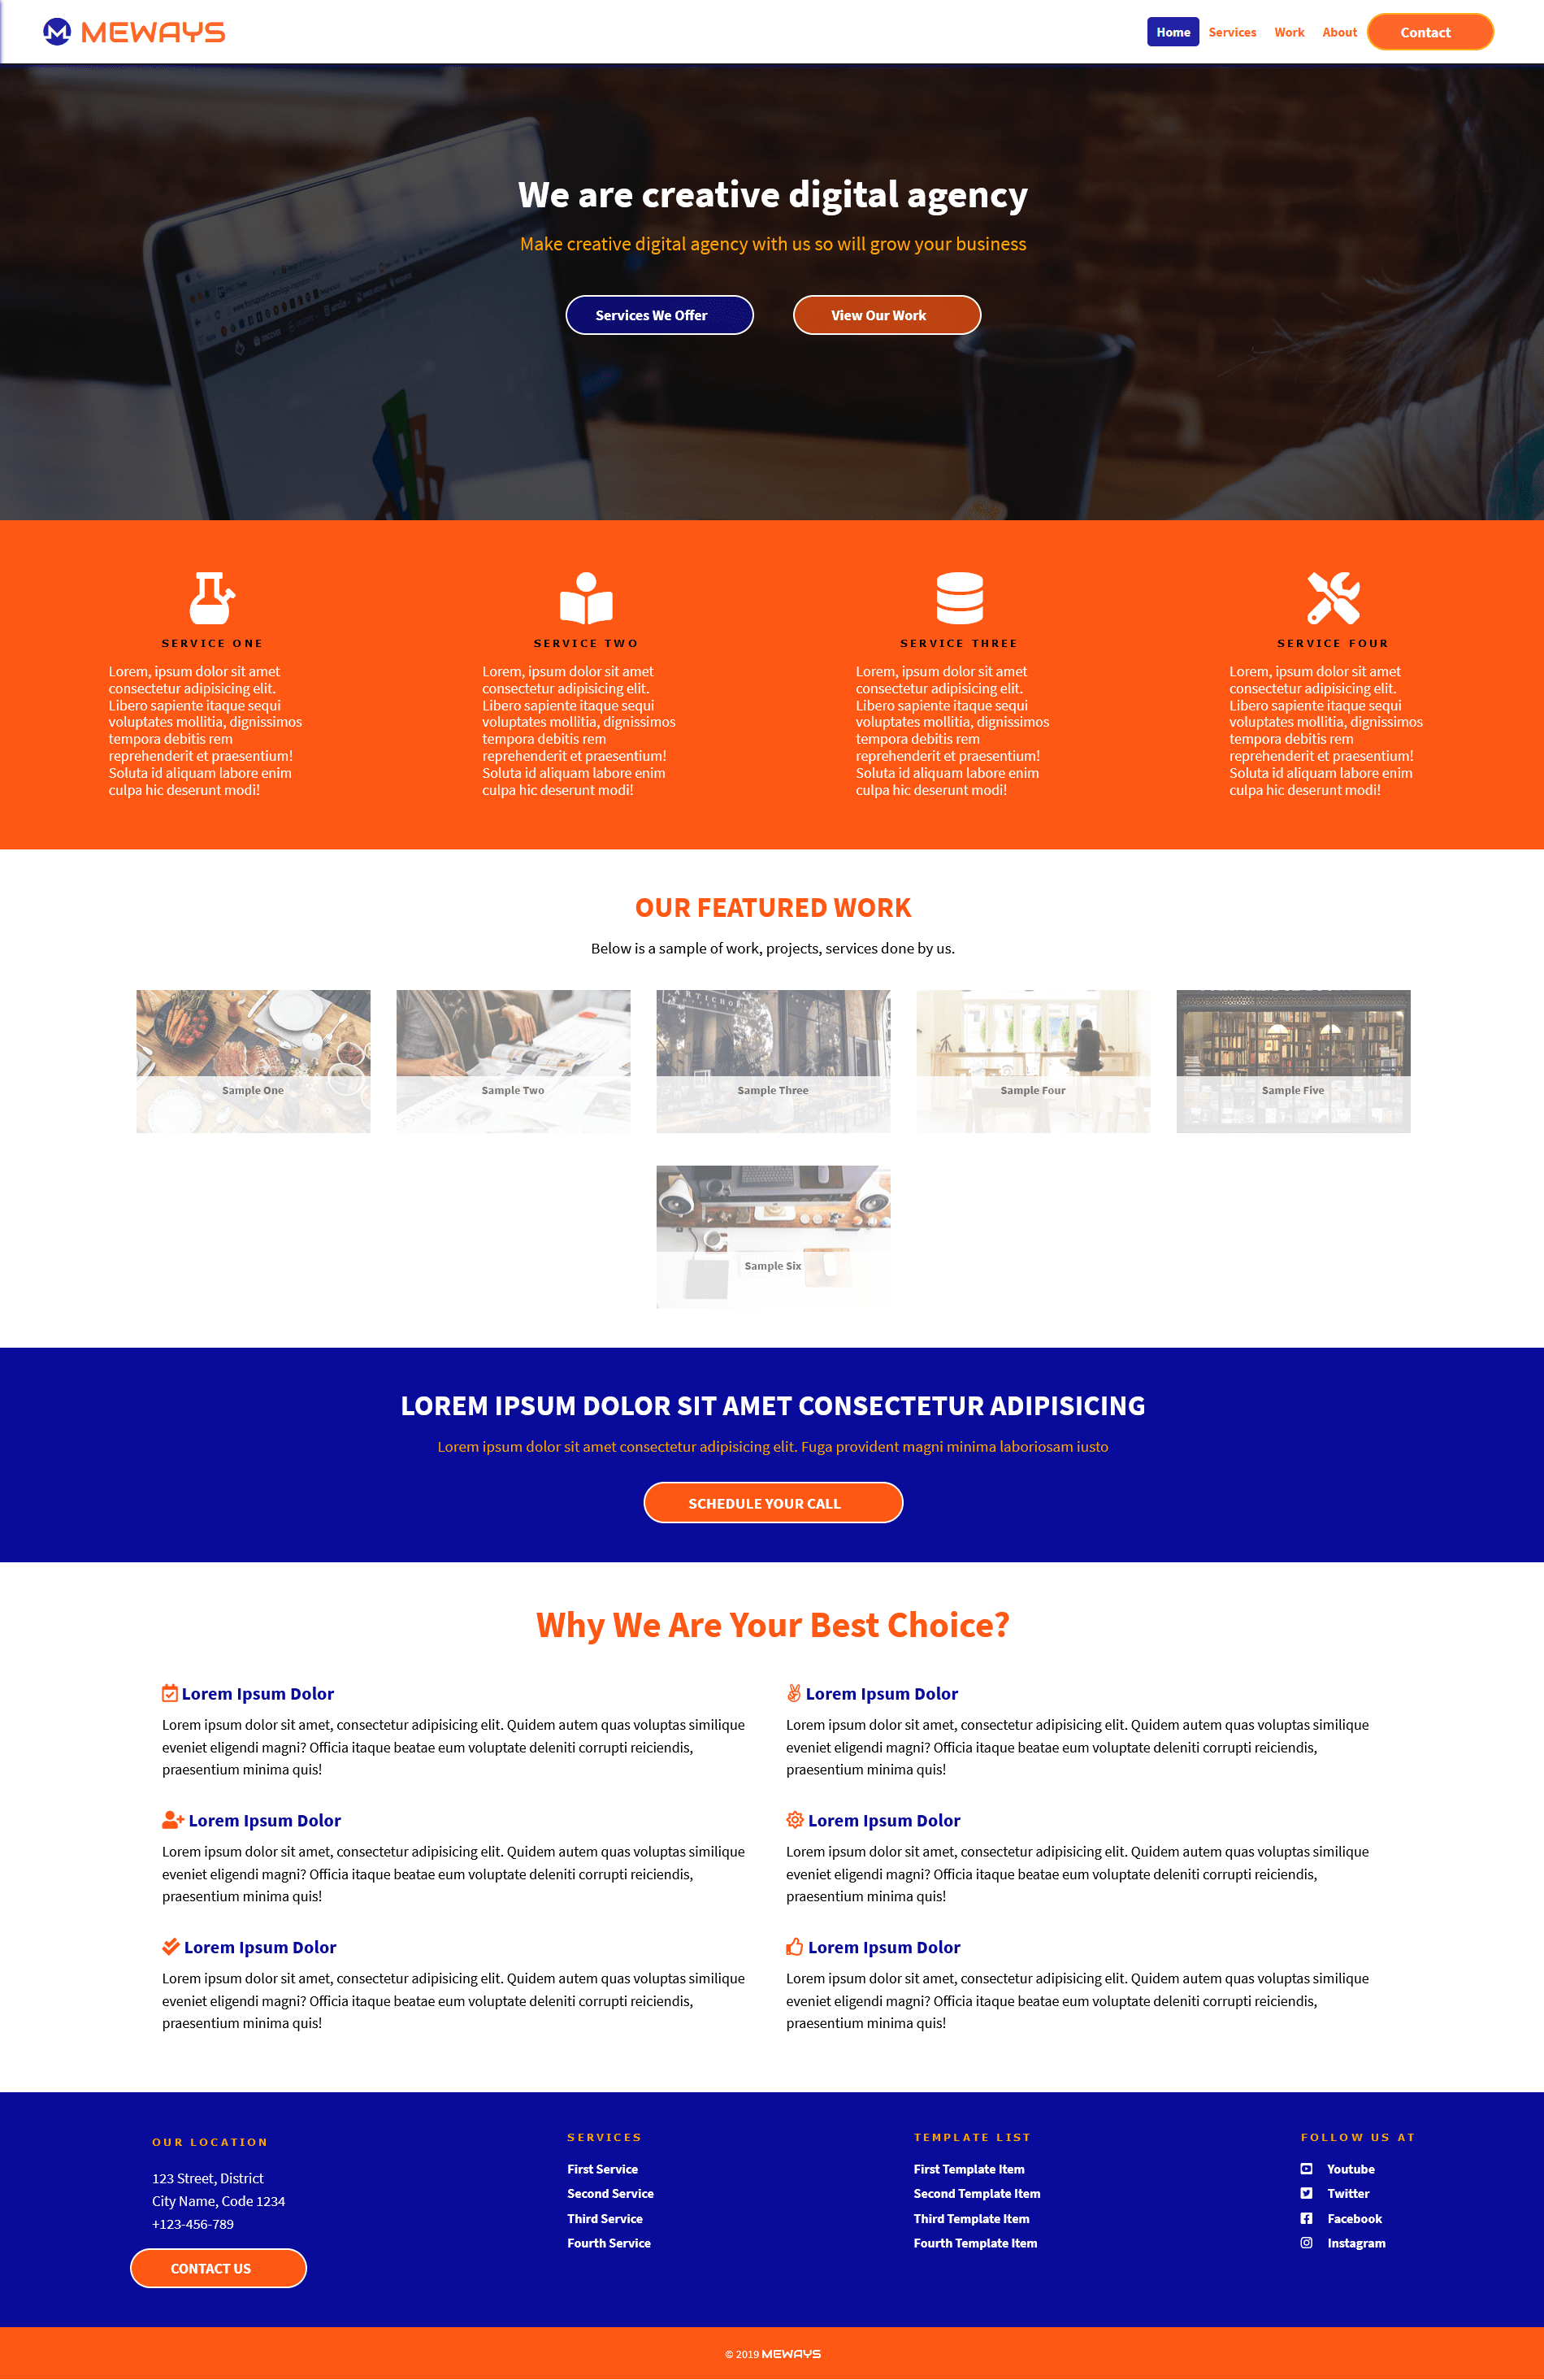 MEWAYS
Home Services Work About Contact
We are creative digital agency
Make creative digital agency with us so will grow your business
Services We Offer View Our Work
SERVICE ONE
Lorem, ipsum dolor sit amet
consectetur adipisicing elit.
Libero sapiente itaque sequi
voluptates mollitia, dignissimos
tempora debitis rem
reprehenderit et praesentium!
Soluta id aliquam labore enim
culpa hic deserunt modi!
SERVICE TWO
Lorem, ipsum dolor sit amet
consectetur adipisicing elit.
Libero sapiente itaque sequi
voluptates mollitia, dignissimos
tempora debitis rem
reprehenderit et praesentium!
Soluta id aliquam labore enim
culpa hic deserunt modi!
SERVICE THREE
Lorem, ipsum dolor sit amet
consectetur adipisicing elit.
Libero sapiente itaque sequi
voluptates mollitia, dignissimos
tempora debitis rem
reprehenderit et praesentium!
Soluta id aliquam labore enim
culpa hic deserunt modi!
SERVICE FOUR
Lorem, ipsum dolor sit amet
consectetur adipisicing elit.
Libero sapiente itaque sequi
voluptates mollitia, dignissimos
tempora debitis rem
reprehenderit et praesentium!
Soluta id aliquam labore enim
culpa hic deserunt modi!
OUR FEATURED WORK
Below is a sample of work, projects, services done by us.
Sample One
Sample Two
Sample Three
Sample Four
Sample Five
Sample Six
LOREM IPSUM DOLOR SIT AMET CONSECTETUR ADIPISICING
Lorem ipsum dolor sit amet consectetur adipisicing elit. Fuga provident magni minima laboriosam iusto
SCHEDULE YOUR CALL
Why We Are Your Best Choice?
Lorem Ipsum Dolor
Lorem ipsum dolor sit amet, consectetur adipisicing elit. Quidem autem quas voluptas similique
eveniet eligendi magni? Officia itaque beatae eum voluptate deleniti corrupti reiciendis,
praesentium minima quis!
Lorem Ipsum Dolor
Lorem ipsum dolor sit amet, consectetur adipisicing elit. Quidem autem quas voluptas similique
eveniet eligendi magni? Officia itaque beatae eum voluptate deleniti corrupti reiciendis,
praesentium minima quis!
Lorem Ipsum Dolor
Lorem ipsum dolor sit amet, consectetur adipisicing elit. Quidem autem quas voluptas similique
eveniet eligendi magni? Officia itaque beatae eum voluptate deleniti corrupti reiciendis,
praesentium minima quis!
Lorem Ipsum Dolor
Lorem ipsum dolor sit amet, consectetur adipisicing elit. Quidem autem quas voluptas similique
eveniet eligendi magni? Officia itaque beatae eum voluptate deleniti corrupti reiciendis,
praesentium minima quis!
Lorem Ipsum Dolor
Lorem ipsum dolor sit amet, consectetur adipisicing elit. Quidem autem quas voluptas similique
eveniet eligendi magni? Officia itaque beatae eum voluptate deleniti corrupti reiciendis,
praesentium minima quis!
Lorem Ipsum Dolor
Lorem ipsum dolor sit amet, consectetur adipisicing elit. Quidem autem quas voluptas similique
eveniet eligendi magni? Officia itaque beatae eum voluptate deleniti corrupti reiciendis,
praesentium minima quis!
OUR LOCATION
123 Street, District
City Name, Code 1234
+123-456-789
CONTACT US
SERVICES
First Service
Second Service
Third Service
Fourth Service
TEMPLATE LIST
First Template Item
Second Template Item
Third Template Item
Fourth Template Item
FOLLOW US AT
Youtube
Twitter
Facebook
Instagram
© 2019 MEWAYS